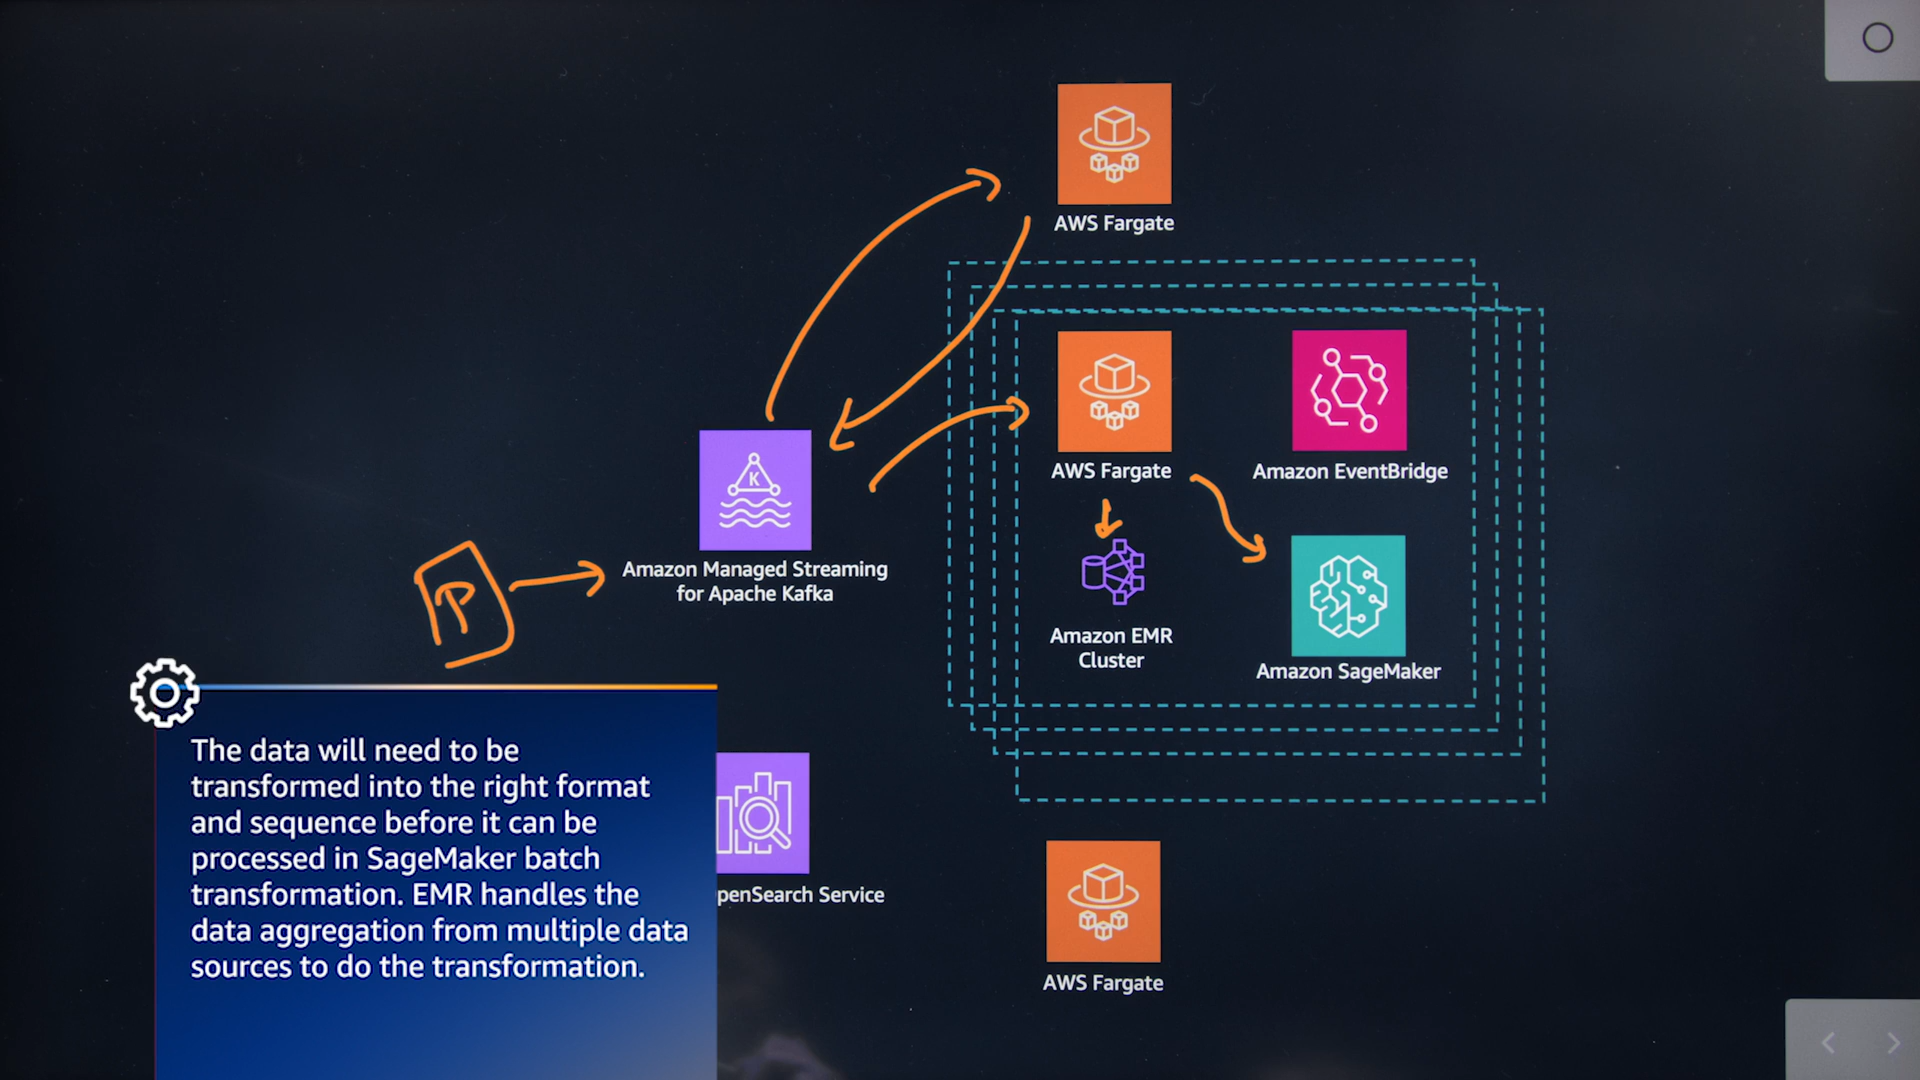 AWS Fargate
AWS Fargate
Amazon EventBridge
K
Amazon Managed Streaming
for Apache Kafka
P
Amazon EMR
Cluster
Amazon SageMaker
The data will need to be
transformed into the right format
and sequence before it can be
processed in SageMaker batch
transformation. EMR handles the
data aggregation from multiple data
sources to do the transformation.
penSearch Service
AWS Fargate